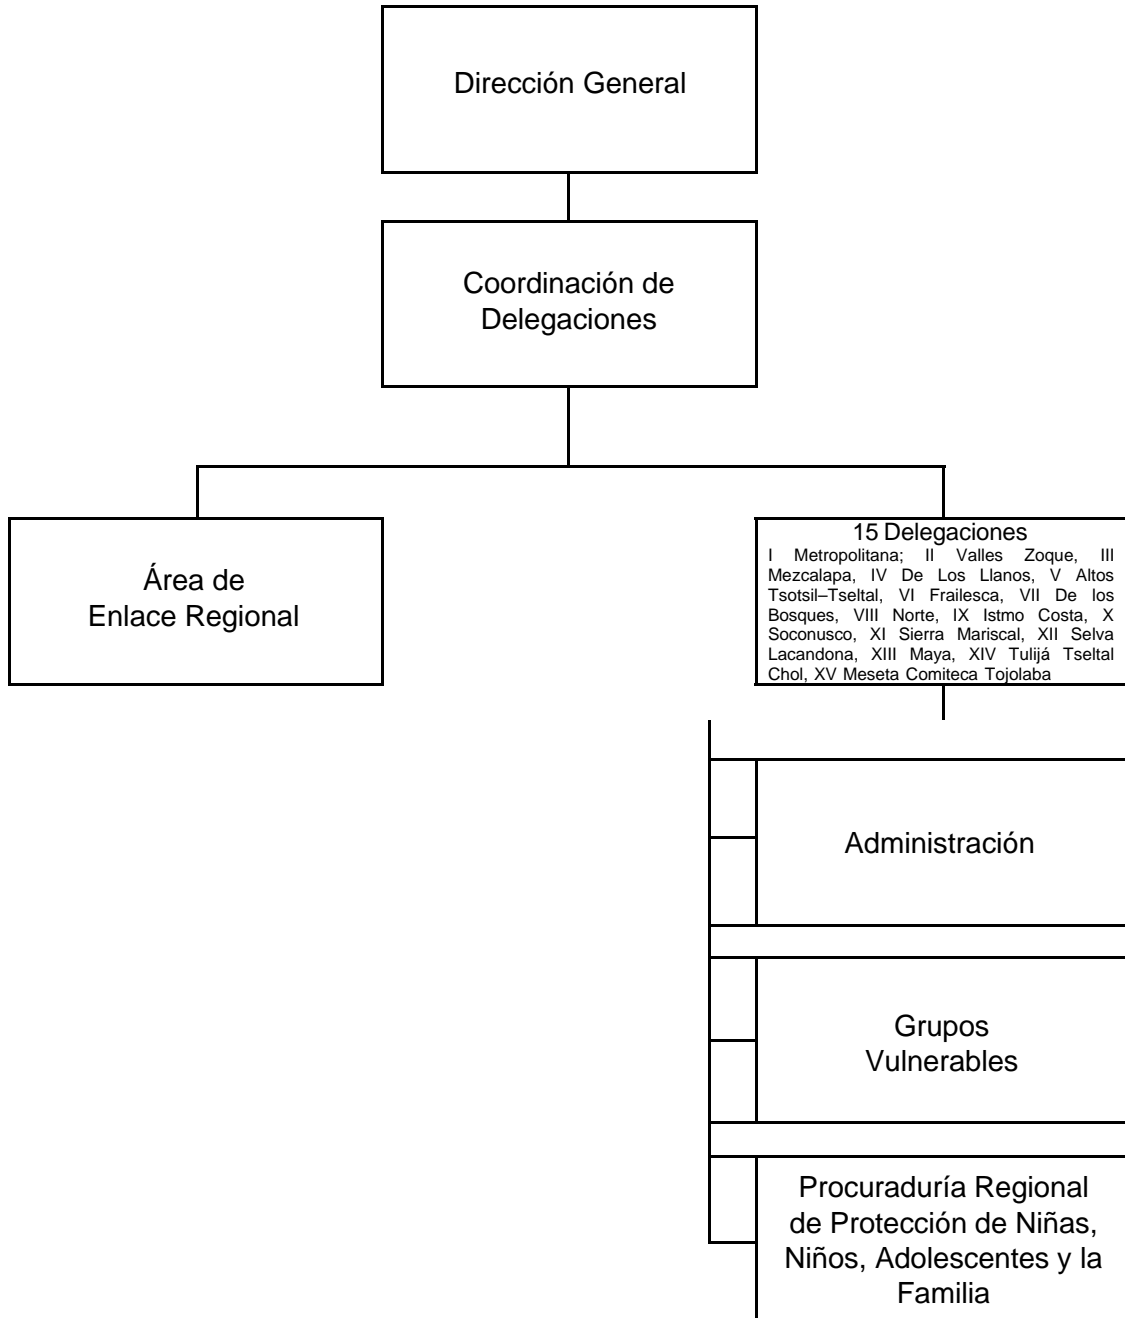 Dirección General
Coordinación de
Delegaciones
Área de
Enlace Regional
15 Delegaciones
I Metropolitana; II Valles Zoque, III
Mezcalapa, IV De Los Llanos, V Altos
Tsotsil–Tseltal, VI Frailesca, VII De los
Bosques, VIII Norte, IX Istmo Costa, X
Soconusco, XI Sierra Mariscal, XII Selva
Lacandona, XIII Maya, XIV Tulijá Tseltal
Chol, XV Meseta Comiteca Tojolaba
Administración
Grupos
Vulnerables
Procuraduría Regional
de Protección de Niñas,
Niños, Adolescentes y la
Familia